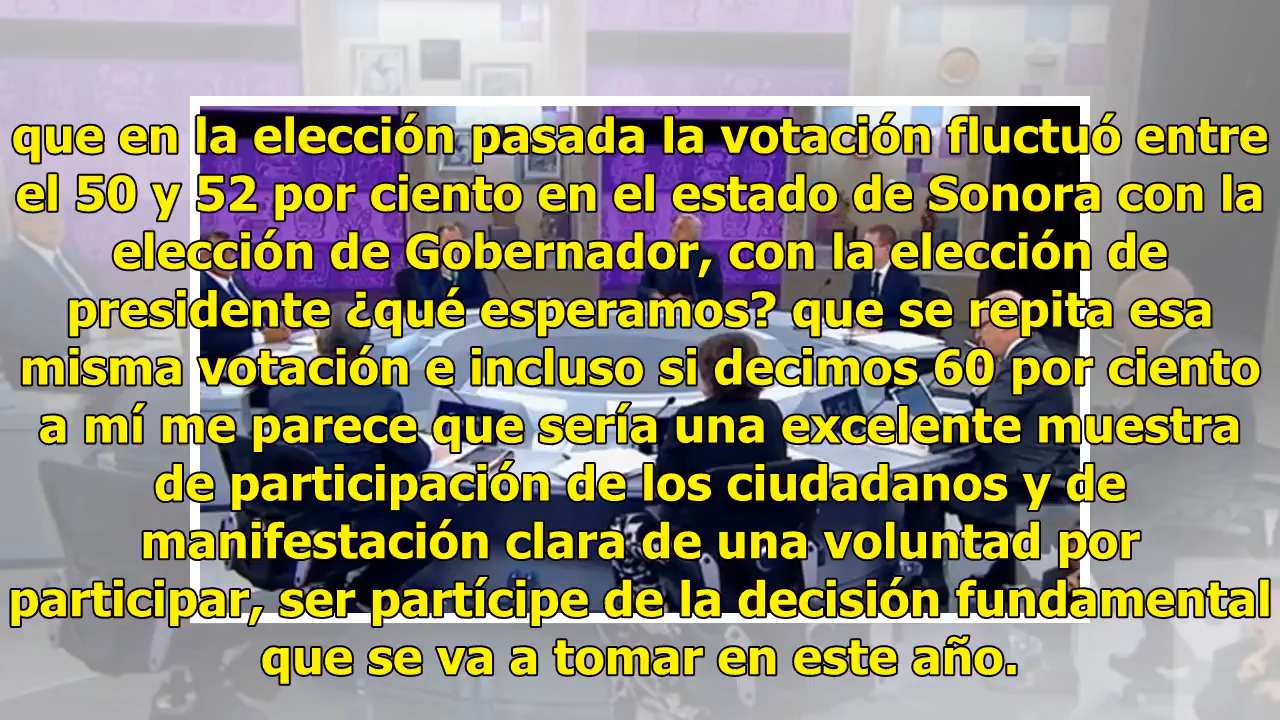 que en la elección pasada la votación fluctuó entre
el 50 y 52 por ciento en el estado de Sonora con la
elección de Gobernador, con la elección de
presidente ¿qué esperamos? que se repita esa
misma votación e incluso si decimos 60 por ciento
a mí me parece que sería una excelente muestra
de participación de los ciudadanos y de
manifestación clara de una voluntad por
participar, ser partícipe de la decisión fundamental
que se va a tomar en este año.